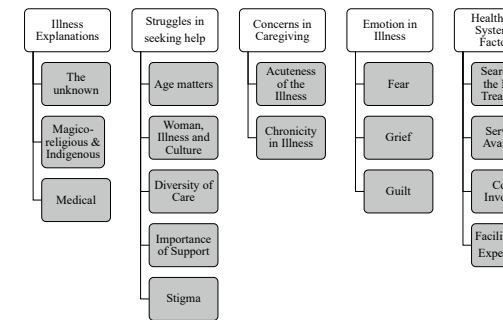 Illness
Explanations
The
unknown
Magico-
religious &
Indigenous
Medical
Struggles in
seeking help
Age matters
Woman,
Illness and
Culture
Diversity of
Care
Importance
of Support
Stigma
Concerns in
Caregiving
Acuteness
of the
Illness
Chronicity
in Illness
Emotion in
Illness
Fear
Grief
Guilt
Health